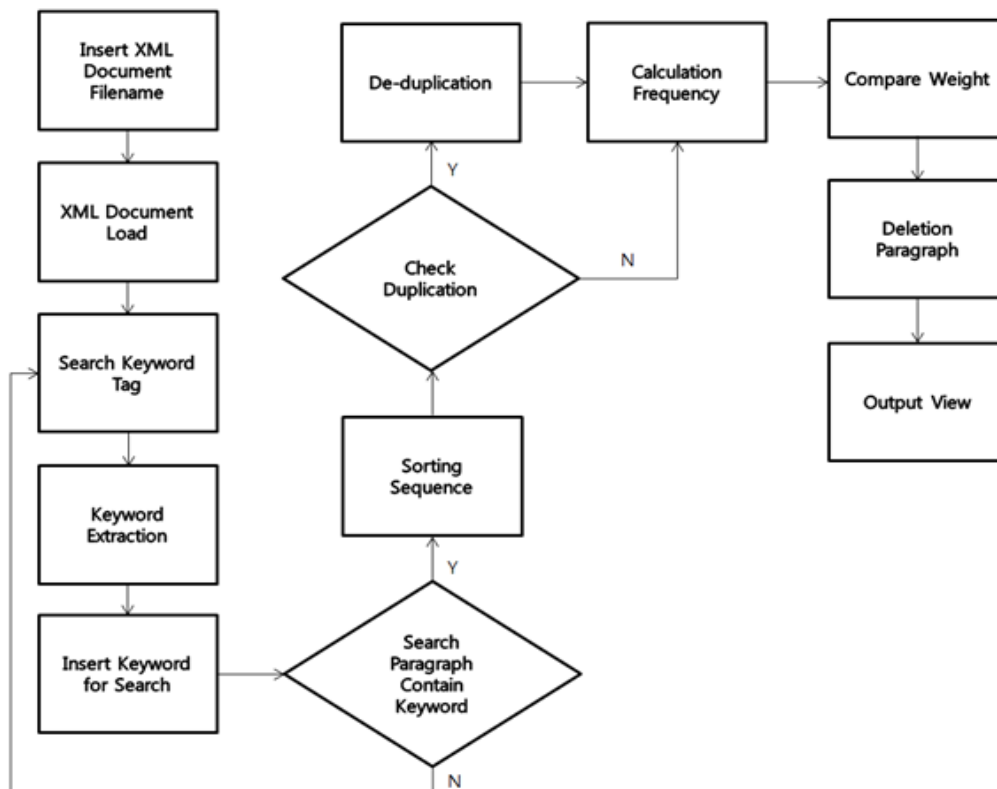 Insert XML
Document
Filename
XML Document
Load
Search Keyword
Tag
Keyword
Extraction
Insert Keyword
for Search
Search
Paragraph
Contain
Keyword
N
Y
Sorting
Sequence
Check
Duplication
Y
N
De-duplication
Calculation
Frequency
Compare Weight
Deletion
Paragraph
Output View